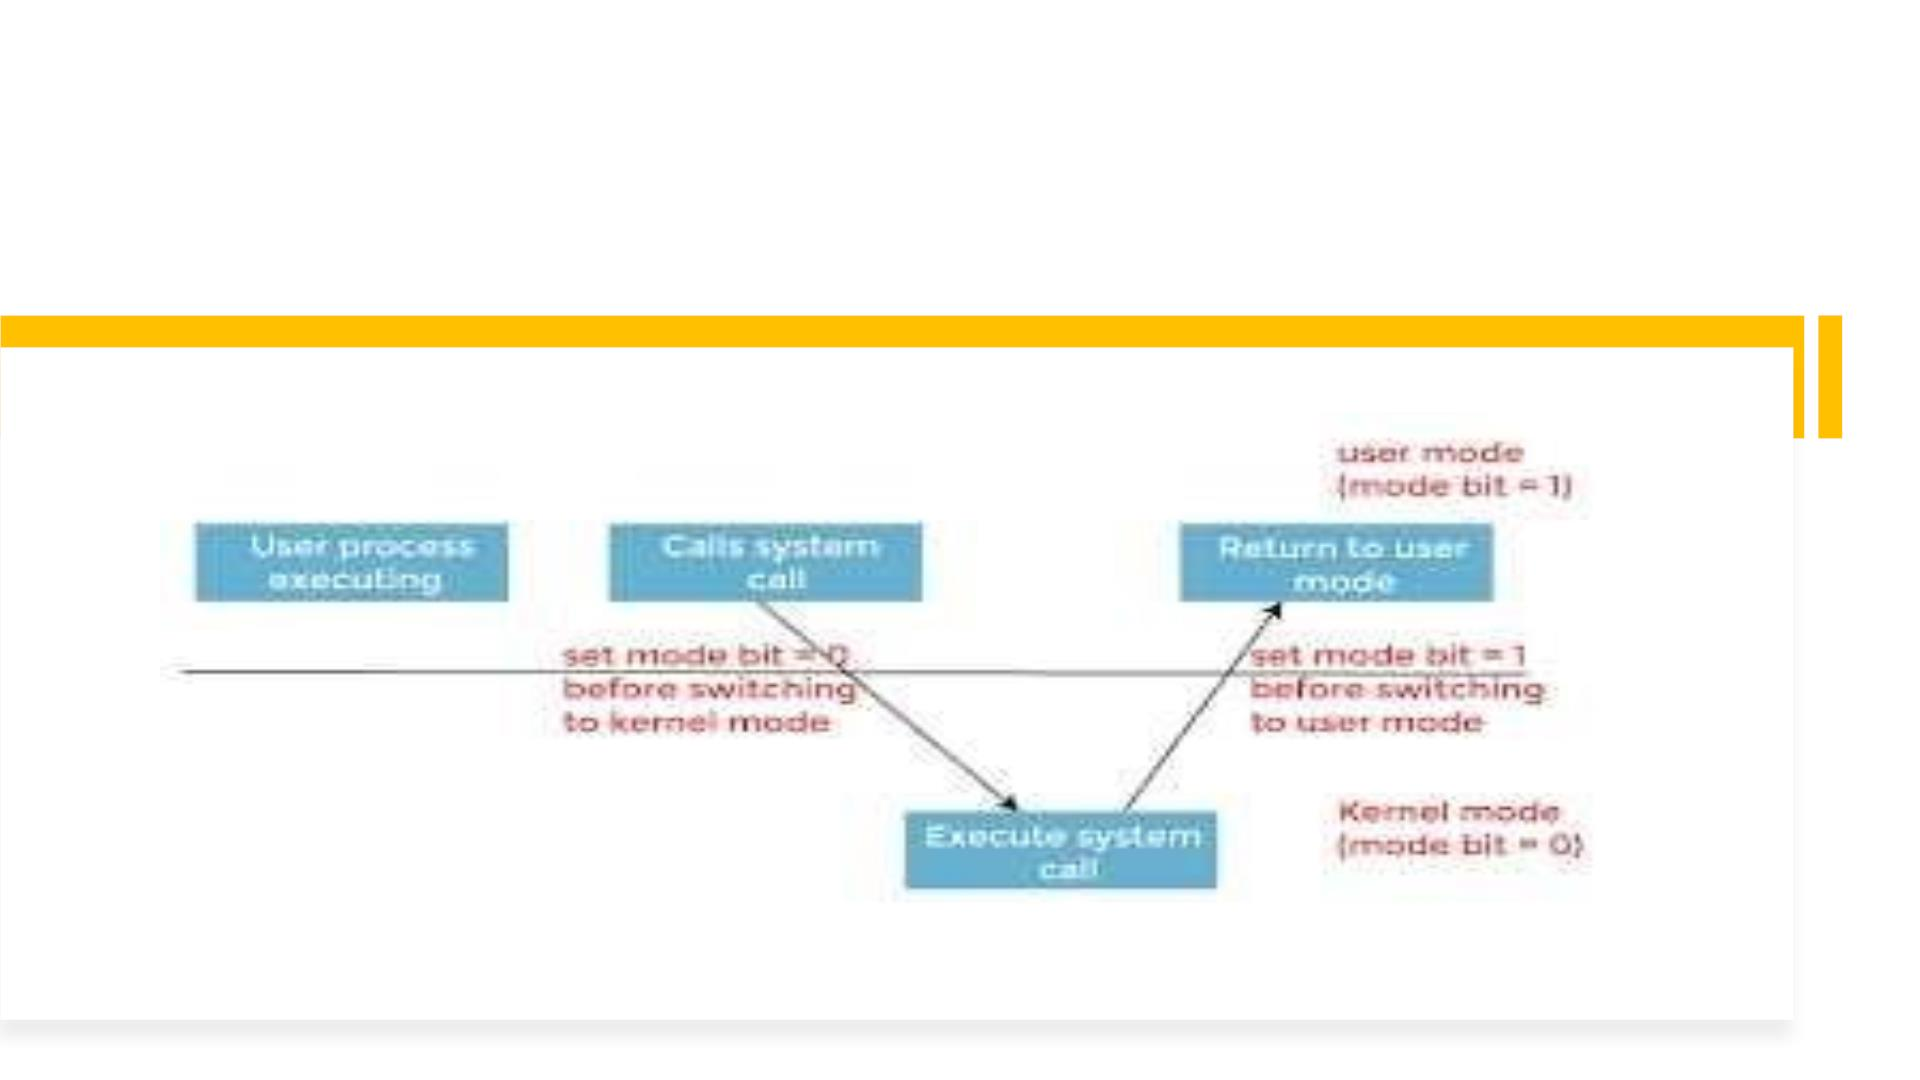 user mode
(mode bit = 1)
User process
executing
Calls system
call
Return to user
mode
set mode bit = 0
before switching
to kernel mode
set mode bit = 1
before switching
to user mode
Execute system
call
Kernel mode
(mode bit = 0)